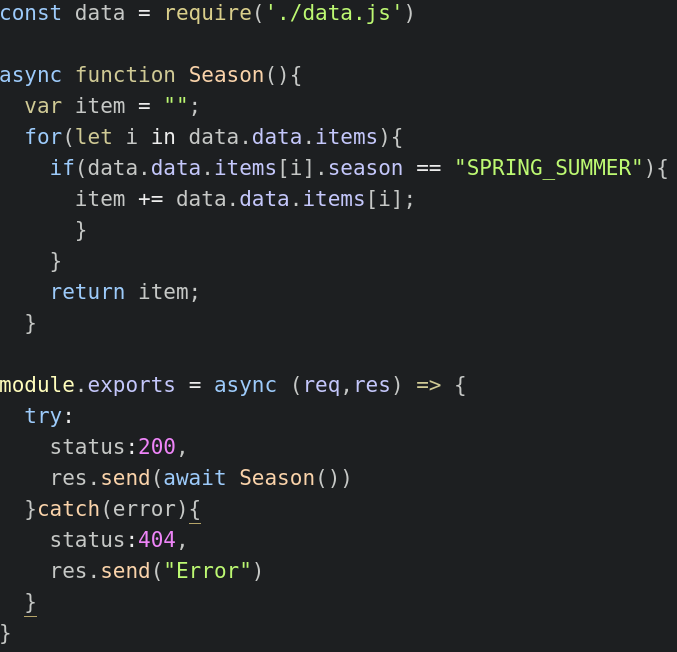 const data = require('./data.js')

async function Season(){
  var item = "";
  for(let i in data.data.items){
    if(data.data.items[i].season == "SPRING_SUMMER"){
      item += data.data.items[i];
      }
    }
    return item;
  }

module.exports = async (req,res) => {
  try:
    status:200,
    res.send(await Season())
  }catch(error){
    status:404,
    res.send("Error")
  }
}